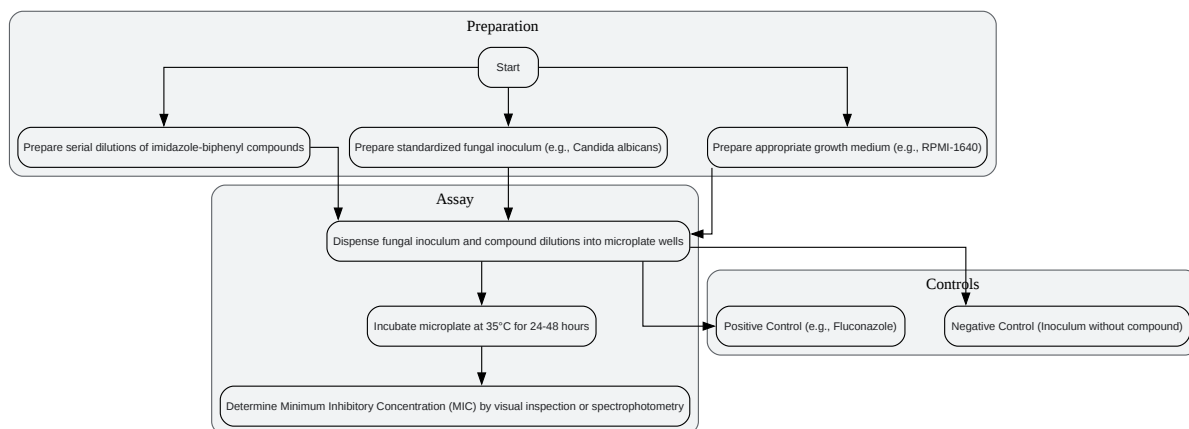 Preparation
Start
Prepare serial dilutions of imidazole-biphenyl compounds
Prepare standardized fungal inoculum (e.g., Candida albicans)
Prepare appropriate growth medium (e.g., RPMI-1640)
Assay
Dispense fungal inoculum and compound dilutions into microplate wells
Controls
Incubate microplate at 35°C for 24-48 hours
Positive Control (e.g., Fluconazole)
Negative Control (Inoculum without compound)
Determine Minimum Inhibitory Concentration (MIC) by visual inspection or spectrophotometry